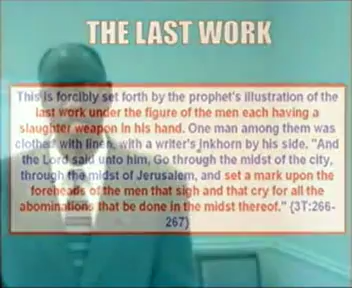 THE LAST WORK
This is forcibly set forth by the prophet's illustration of the
last work under the figure of the men each having a
slaughter weapon in his hand. One man among them was
clothed with linen, with a writer's inkhorn by his side. "And
the Lord said unto him, Go through the midst of the city,
through the midst of Jerusalem, and set a mark upon the
foreheads of the men that sigh and that cry for all the
abominations that be done in the midst thereof." {3T:266-
267}